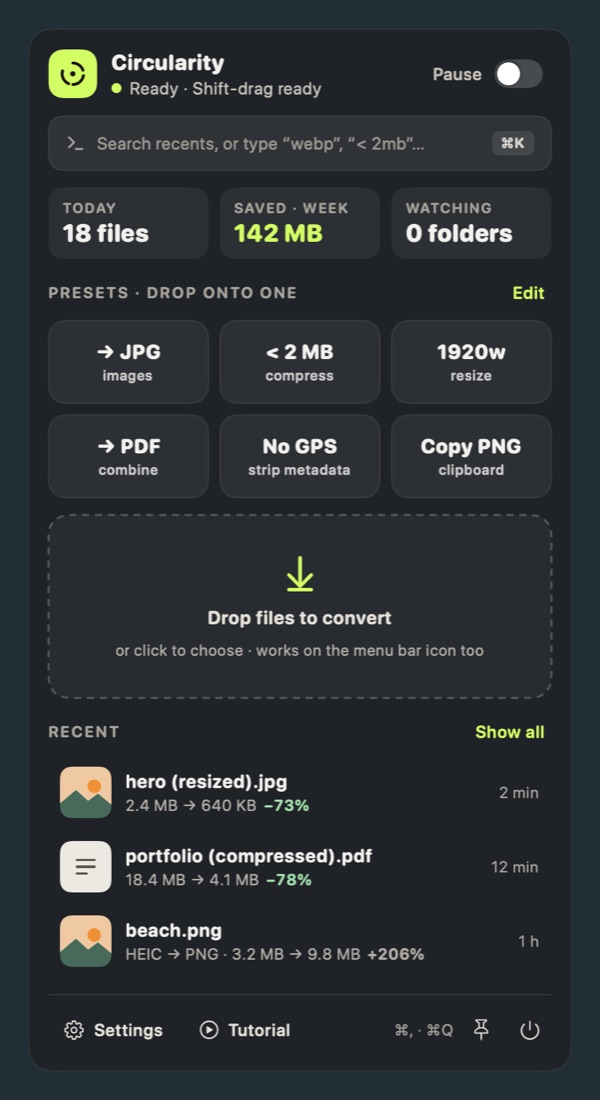 Circularity
Ready · Shift-drag ready
Pause
Search recents, or type “webp”, “< 2mb”...
⌘K
TODAY
18 files
SAVED · WEEK
142 MB
WATCHING
0 folders
PRESETS · DROP ONTO ONE
Edit
→ JPG
images
< 2 MB
compress
1920w
resize
→ PDF
combine
No GPS
strip metadata
Copy PNG
clipboard
Drop files to convert
or click to choose · works on the menu bar icon too
RECENT
Show all
hero (resized).jpg
2.4 MB → 640 KB −73%
2 min
portfolio (compressed).pdf
18.4 MB → 4.1 MB −78%
12 min
beach.png
HEIC → PNG · 3.2 MB → 9.8 MB +206%
1 h
Settings
Tutorial
⌘, · ⌘Q